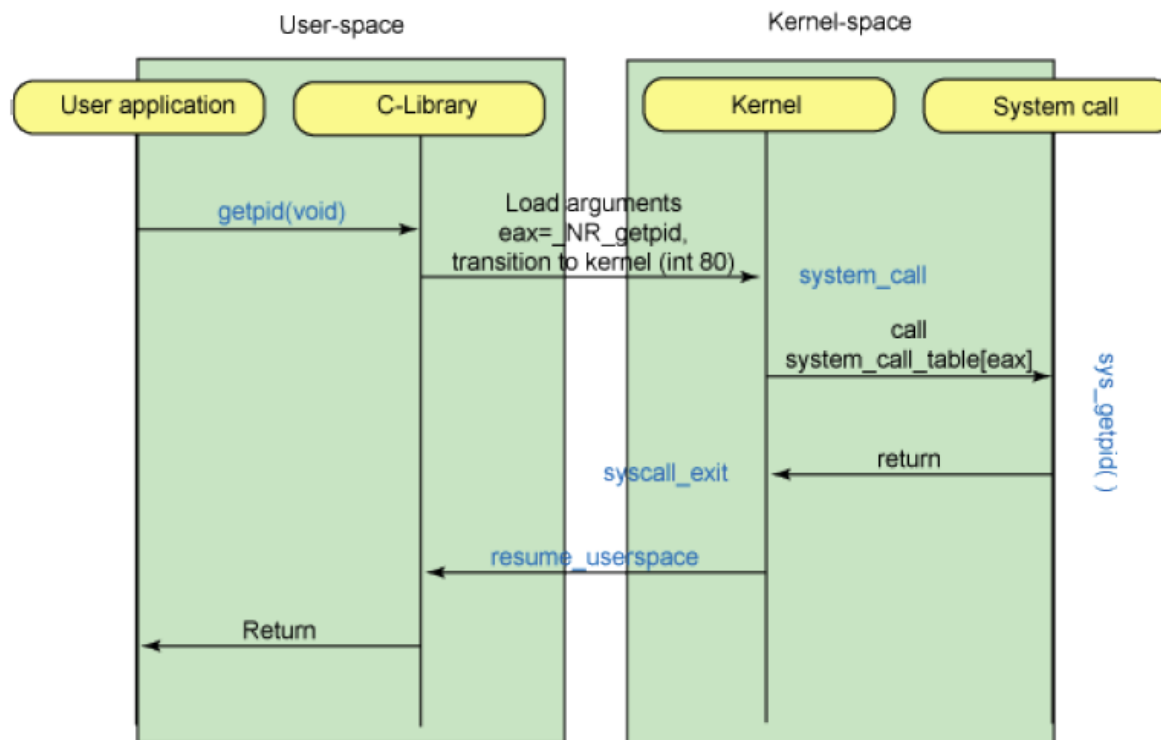 User-space
Kernel-space
User application
C-Library
Kernel
System call
getpid(void)
Load arguments
eax=_NR_getpid,
transition to kernel (int 80)
system_call
call
system_call_table[eax]
sys_getpid( )
return
syscall_exit
resume_userspace
Return